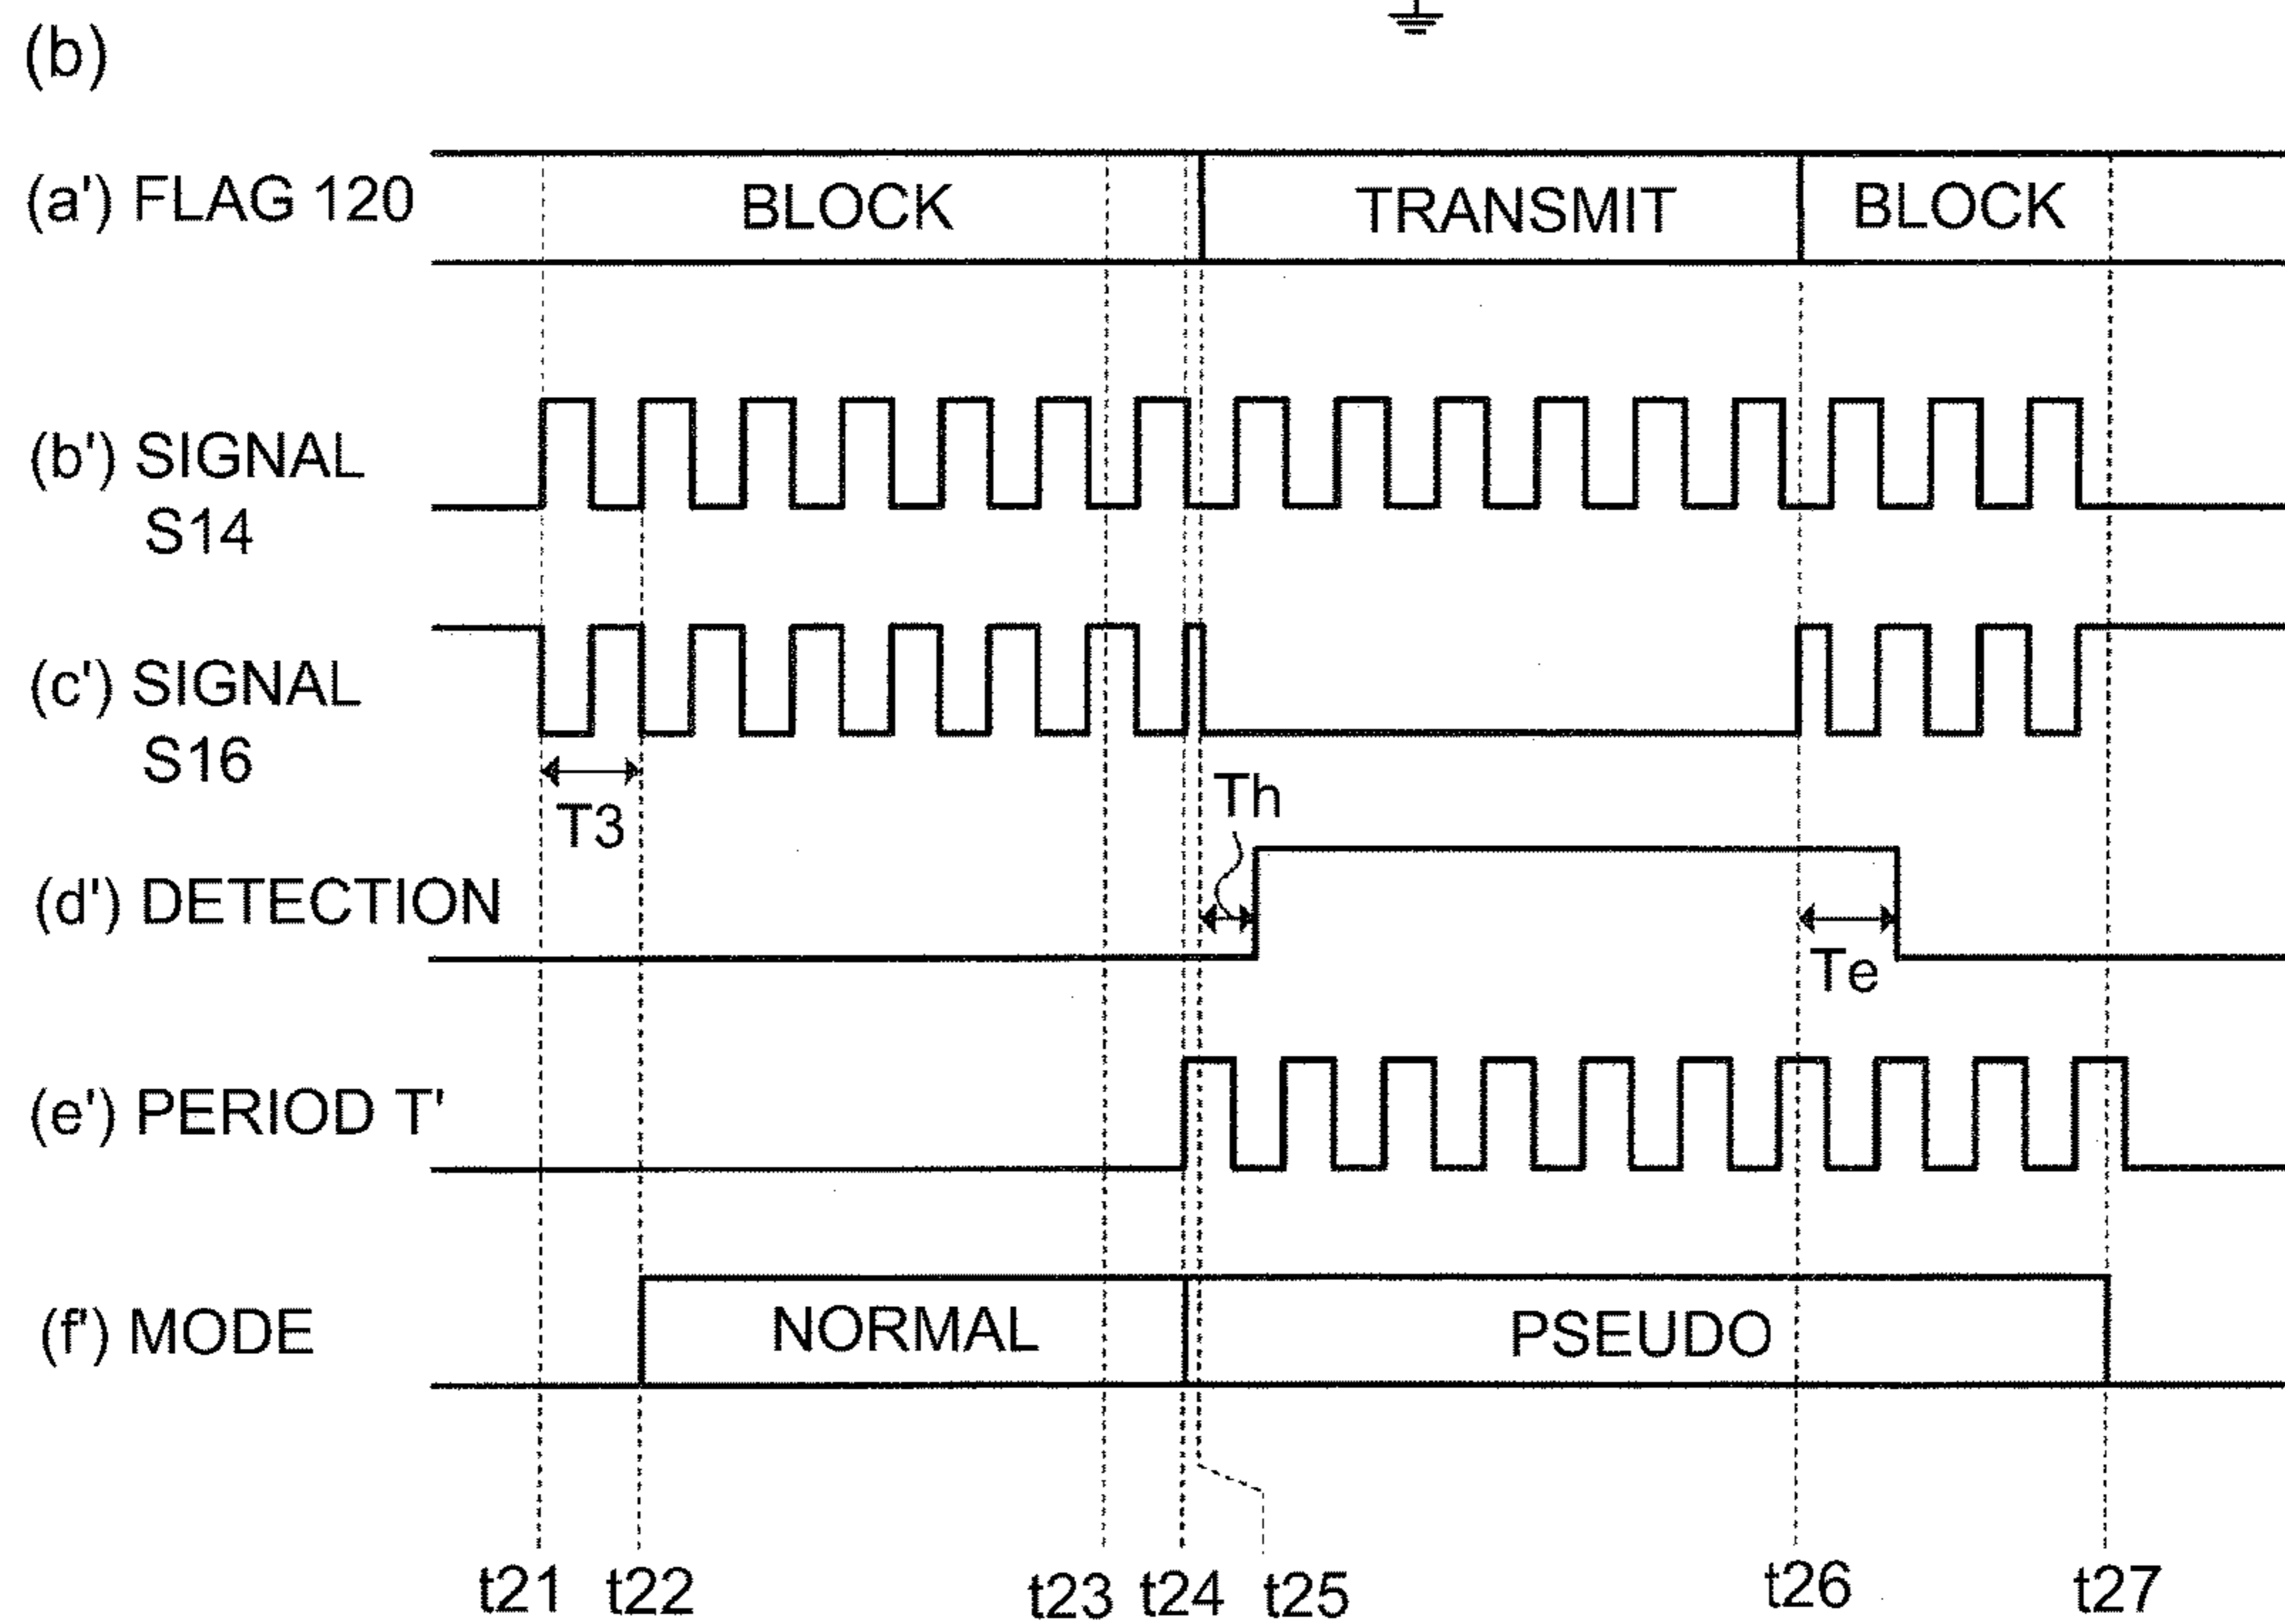 (b)
(a') FLAG 120
BLOCK
TRANSMIT
BLOCK
(b') SIGNAL
S14
(c') SIGNAL
S16
T3
Th
(d') DETECTION
Te
(e') PERIOD T'
(f') MODE
NORMAL
PSEUDO
t21 t22 t23 t24 t25 t26 t27